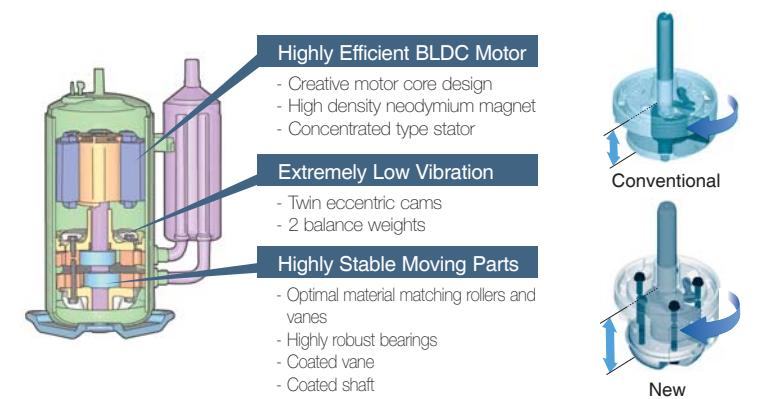 Highly Efficient BLDC Motor
- Creative motor core design
- High density neodymium magnet
- Concentrated type stator
Extremely Low Vibration
- Twin eccentric cams
- 2 balance weights
Highly Stable Moving Parts
- Optimal material matching rollers and
vanes
- Highly robust bearings
- Coated vane
- Coated shaft
Conventional
New